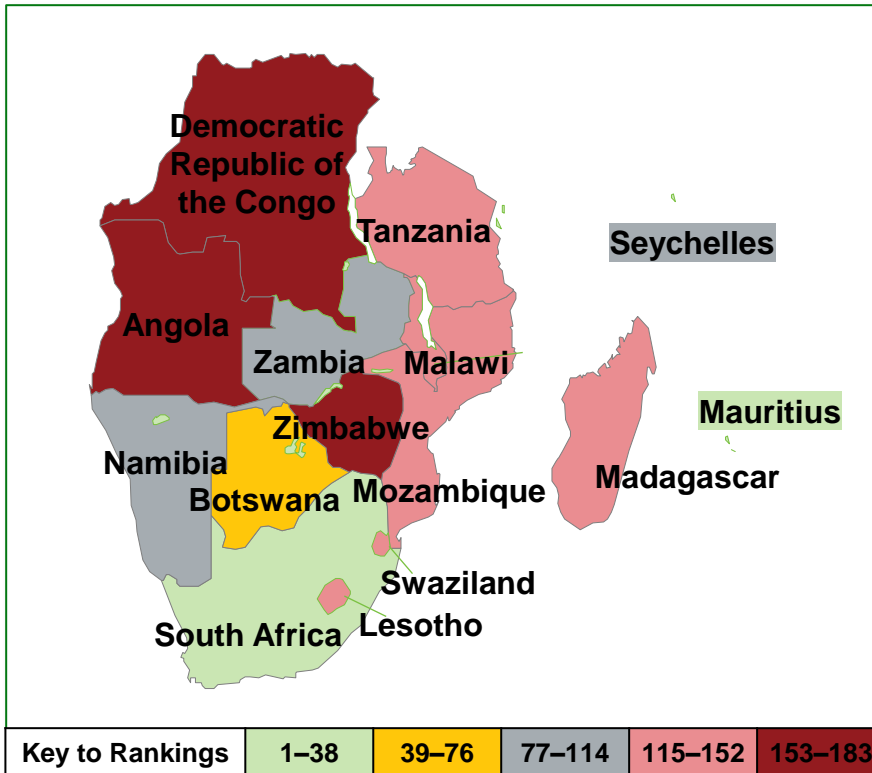 Democratic
Republic of
the Congo
Tanzania
Seychelles
Angola
Zambia
Malawi
Mauritius
Zimbabwe
Namibia
Botswana
Mozambique
Madagascar
Swaziland
Lesotho
South Africa
Key to Rankings 1–38 39–76 77–114 115–152 153–183